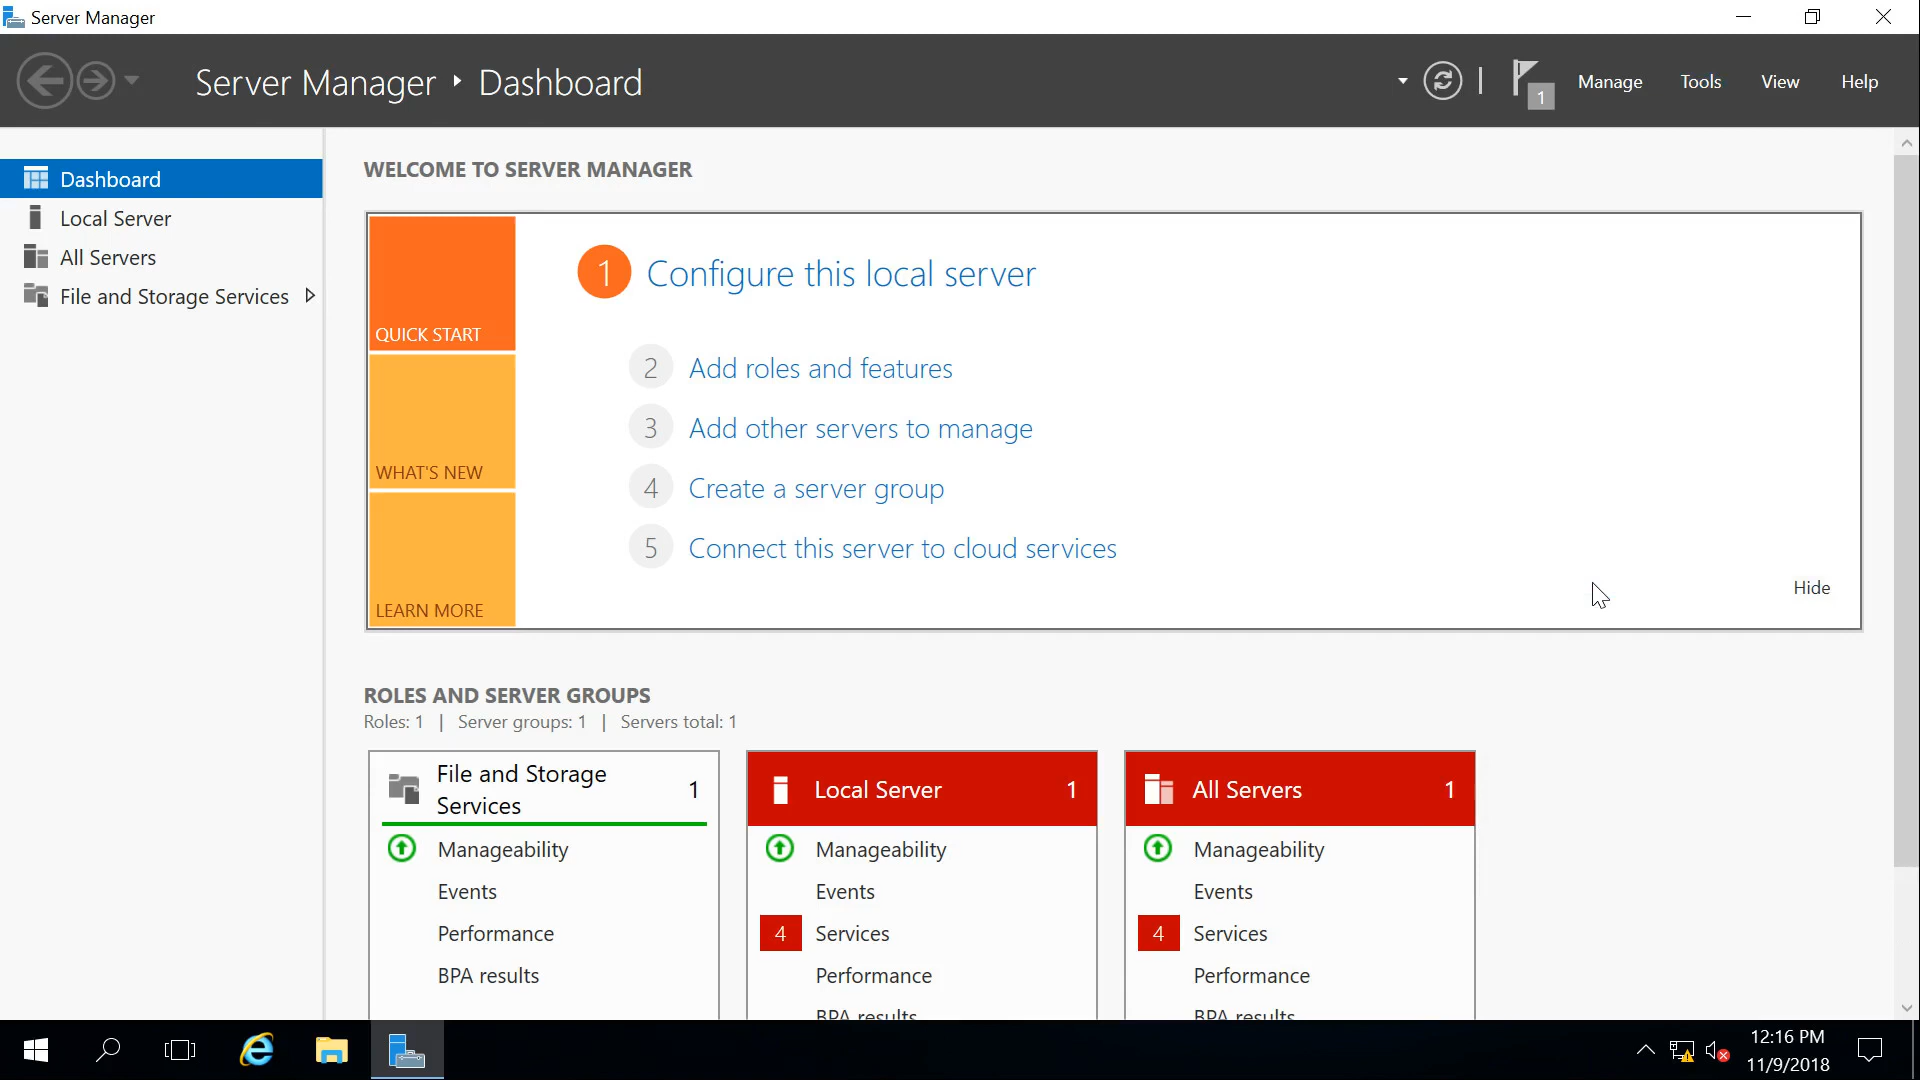 Server Manager
Server Manager ‣ Dashboard
1
Manage
Tools
View
Help
Dashboard
Local Server
All Servers
File and Storage Services
WELCOME TO SERVER MANAGER
QUICK START
WHAT'S NEW
LEARN MORE
1 Configure this local server
2 Add roles and features
3 Add other servers to manage
4 Create a server group
5 Connect this server to cloud services
Hide
ROLES AND SERVER GROUPS
Roles: 1 | Server groups: 1 | Servers total: 1
File and Storage
Services
1
Manageability
Events
Performance
BPA results
Local Server 1
Manageability
Events
4 Services
Performance
BPA results
All Servers 1
Manageability
Events
4 Services
Performance
BPA results
12:16 PM
11/9/2018